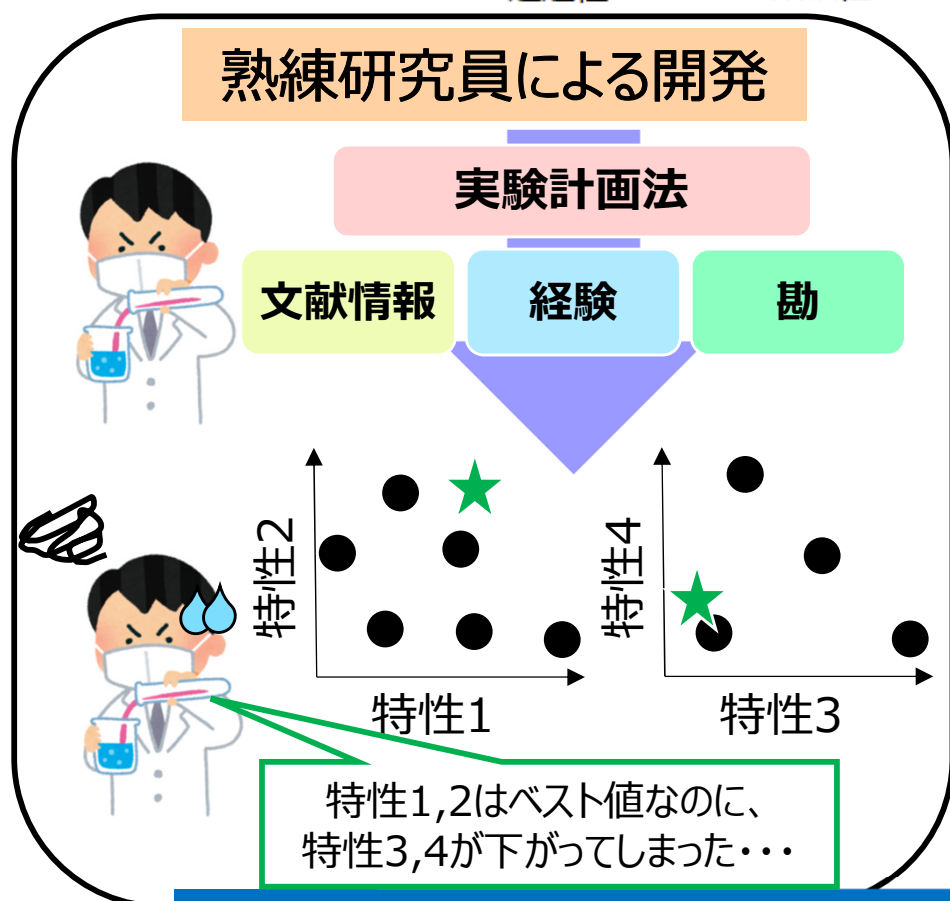 熟練研究員による開発
実験計画法
文献情報
経験
勘
特性2
特性1
特性4
特性3
特性1,2はベスト値なのに、
特性3,4が下がってしまった・・・